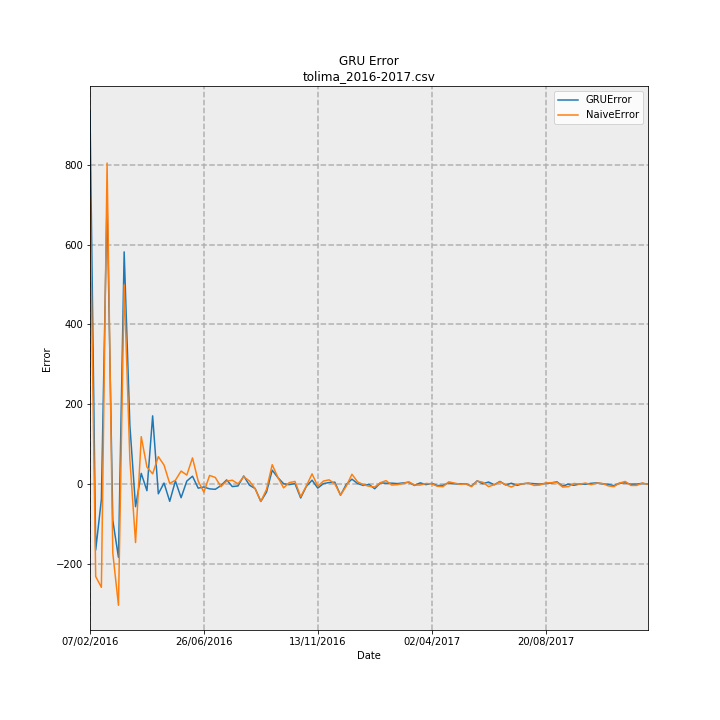 GRU Error
tolima_2016-2017.csv
GRUError
NaiveError
800
600
400
200
0
−200
Error
07/02/2016
26/06/2016
13/11/2016
02/04/2017
20/08/2017
Date